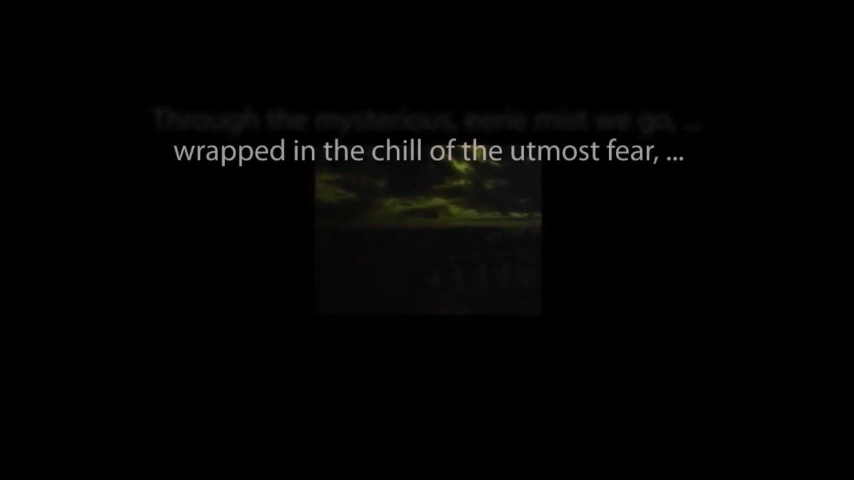 Through the mysterious, eerie mist we go, ...
wrapped in the chill of the utmost fear, ...